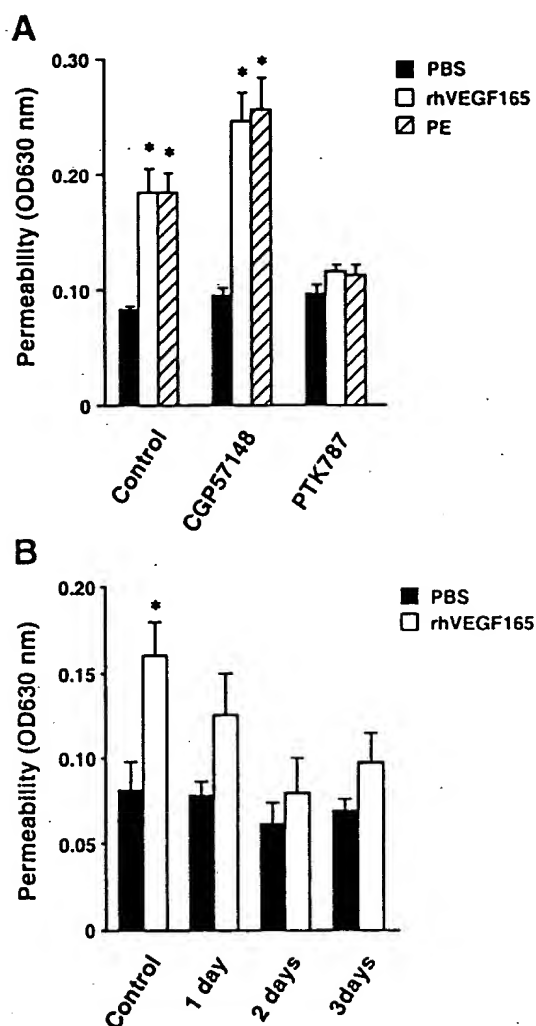 A
0.30
0.20
0.10
0
Permeability (OD630 nm)
PBS
rhVEGF165
PE
* *
* *
Control
CGP57148
PTK787
B
0.20
0.15
0.10
0.05
0
Permeability (OD630 nm)
PBS
rhVEGF165
*
Control
1 day
2 days
3days